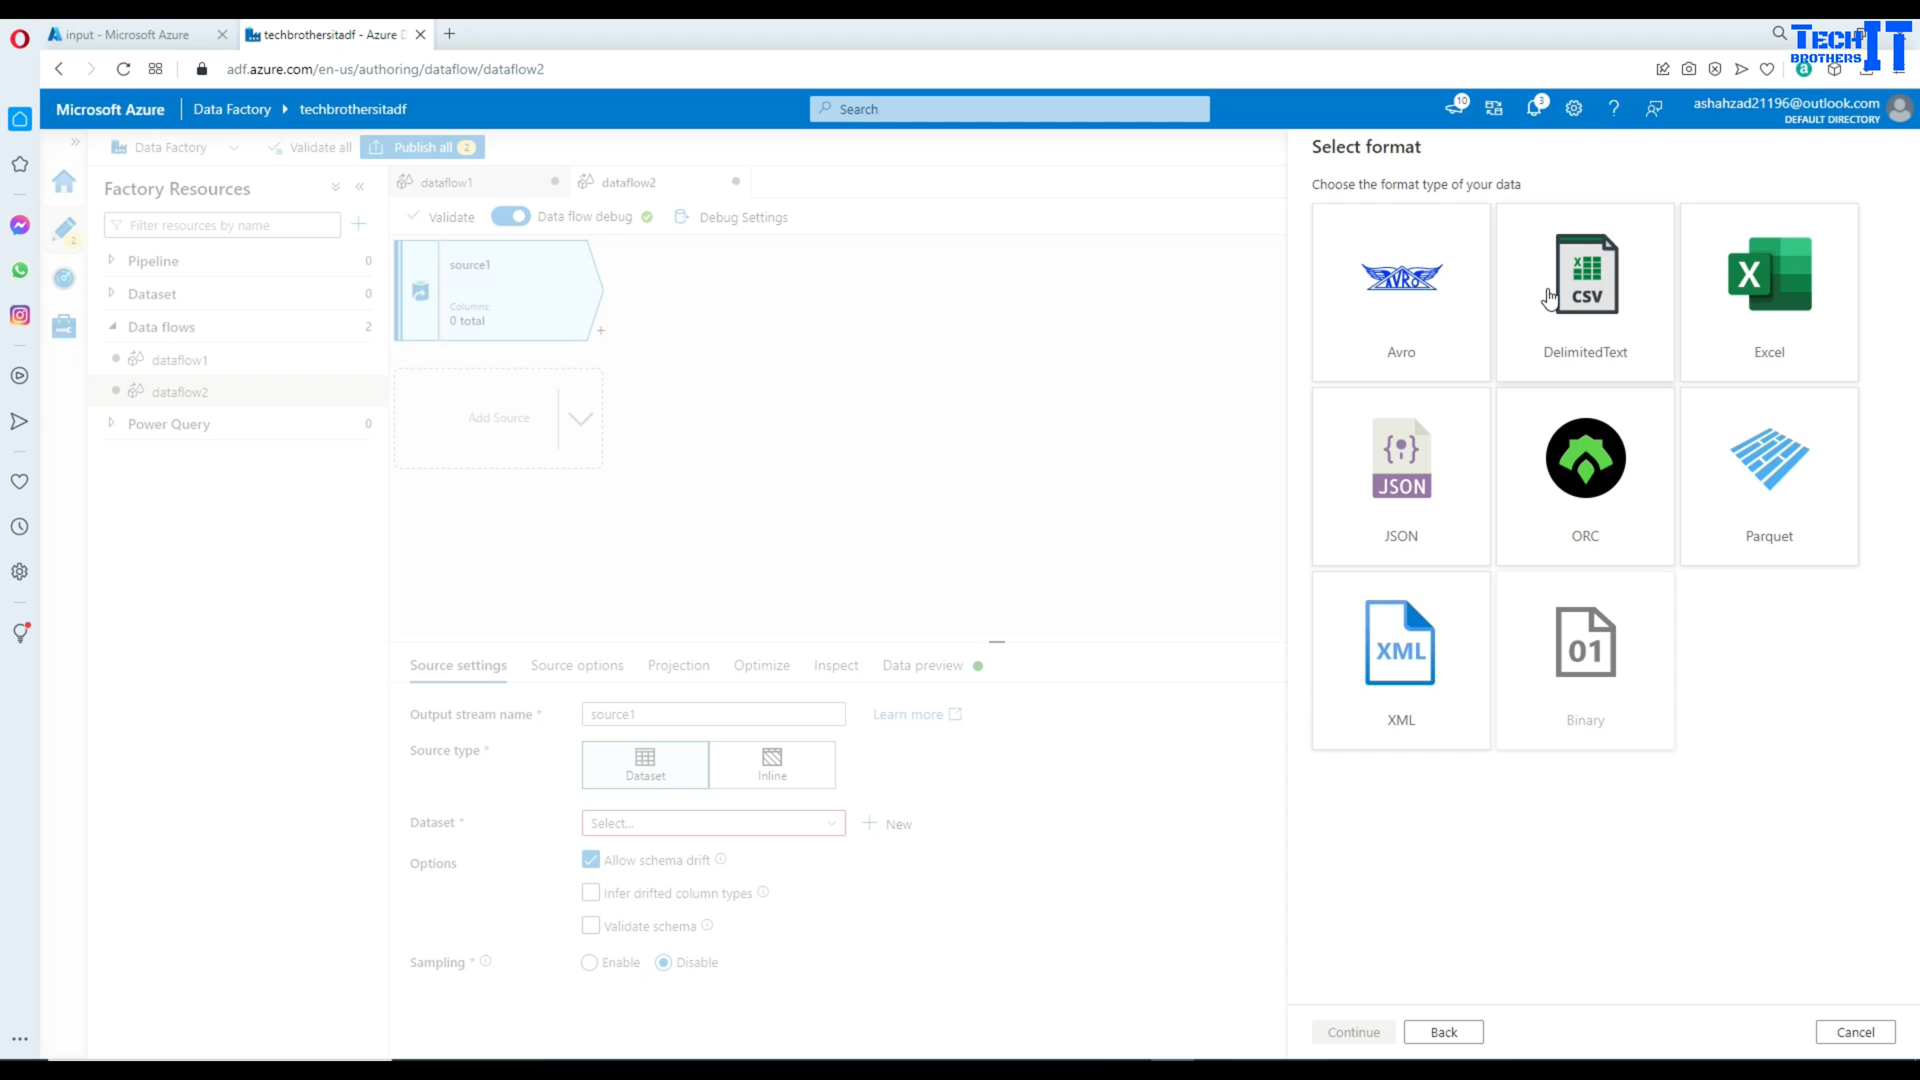 input - Microsoft Azure
techbrothersitadf - Azure D
TECH IT
BROTHERS
adf.azure.com/en-us/authoring/dataflow/dataflow2
a
Microsoft Azure
Data Factory
techbrothersitadf
Search
10
3
ashahzad21196@outlook.com
DEFAULT DIRECTORY
Data Factory
Validate all
Publish all 2
Factory Resources
Filter resources by name
2
Pipeline 0
Dataset 0
Data flows 2
dataflow1
dataflow2
Power Query 0
dataflow1
dataflow2
Validate
Data flow debug
Debug Settings
source1
Columns:
0 total
Add Source
Source settings
Source options
Projection
Optimize
Inspect
Data preview
Output stream name *
source1
Learn more
Source type *
Dataset
Inline
Dataset *
Select...
New
Options
Allow schema drift
Infer drifted column types
Validate schema
Sampling *
Enable
Disable
Select format
Choose the format type of your data
AVRO
Avro
CSV
DelimitedText
X
Excel
JSON
JSON
ORC
Parquet
XML
XML
01
Binary
Continue
Back
Cancel